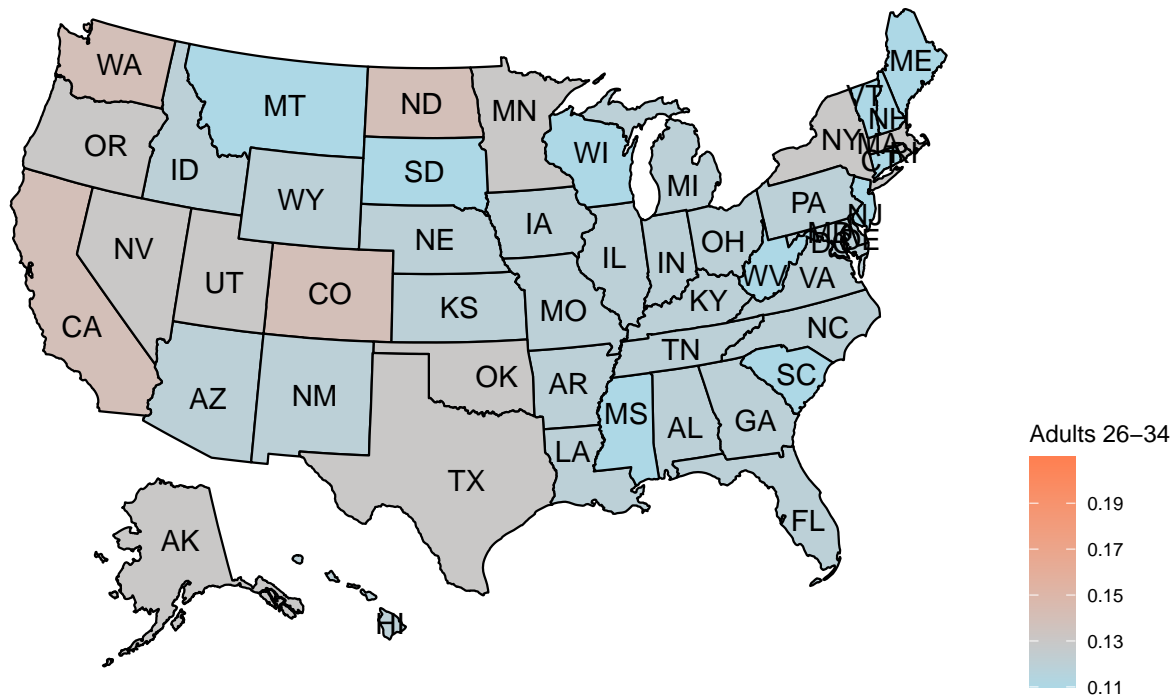 ME
WA
VT
MT
ND
NH
MN
NY
MA
OR
WI
RI
CT
ID
SD
MI
WY
PA
NJ
IA
NE
OH
DE
NV
IL
IN
WV
VA
UT
CO
KS
MO
KY
CA
NC
TN
OK
SC
AR
AZ
NM
MS
AL
GA
LA
TX
FL
AK
HI
Adults 26–34
0.19
0.17
0.15
0.13
0.11